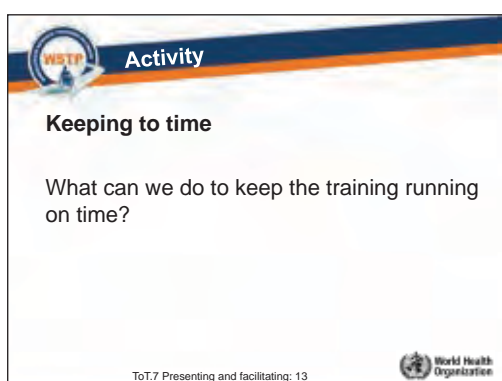 WSTP
Activity
Keeping to time
What can we do to keep the training running
on time?
ToT.7 Presenting and facilitating: 13
World Health
Organization